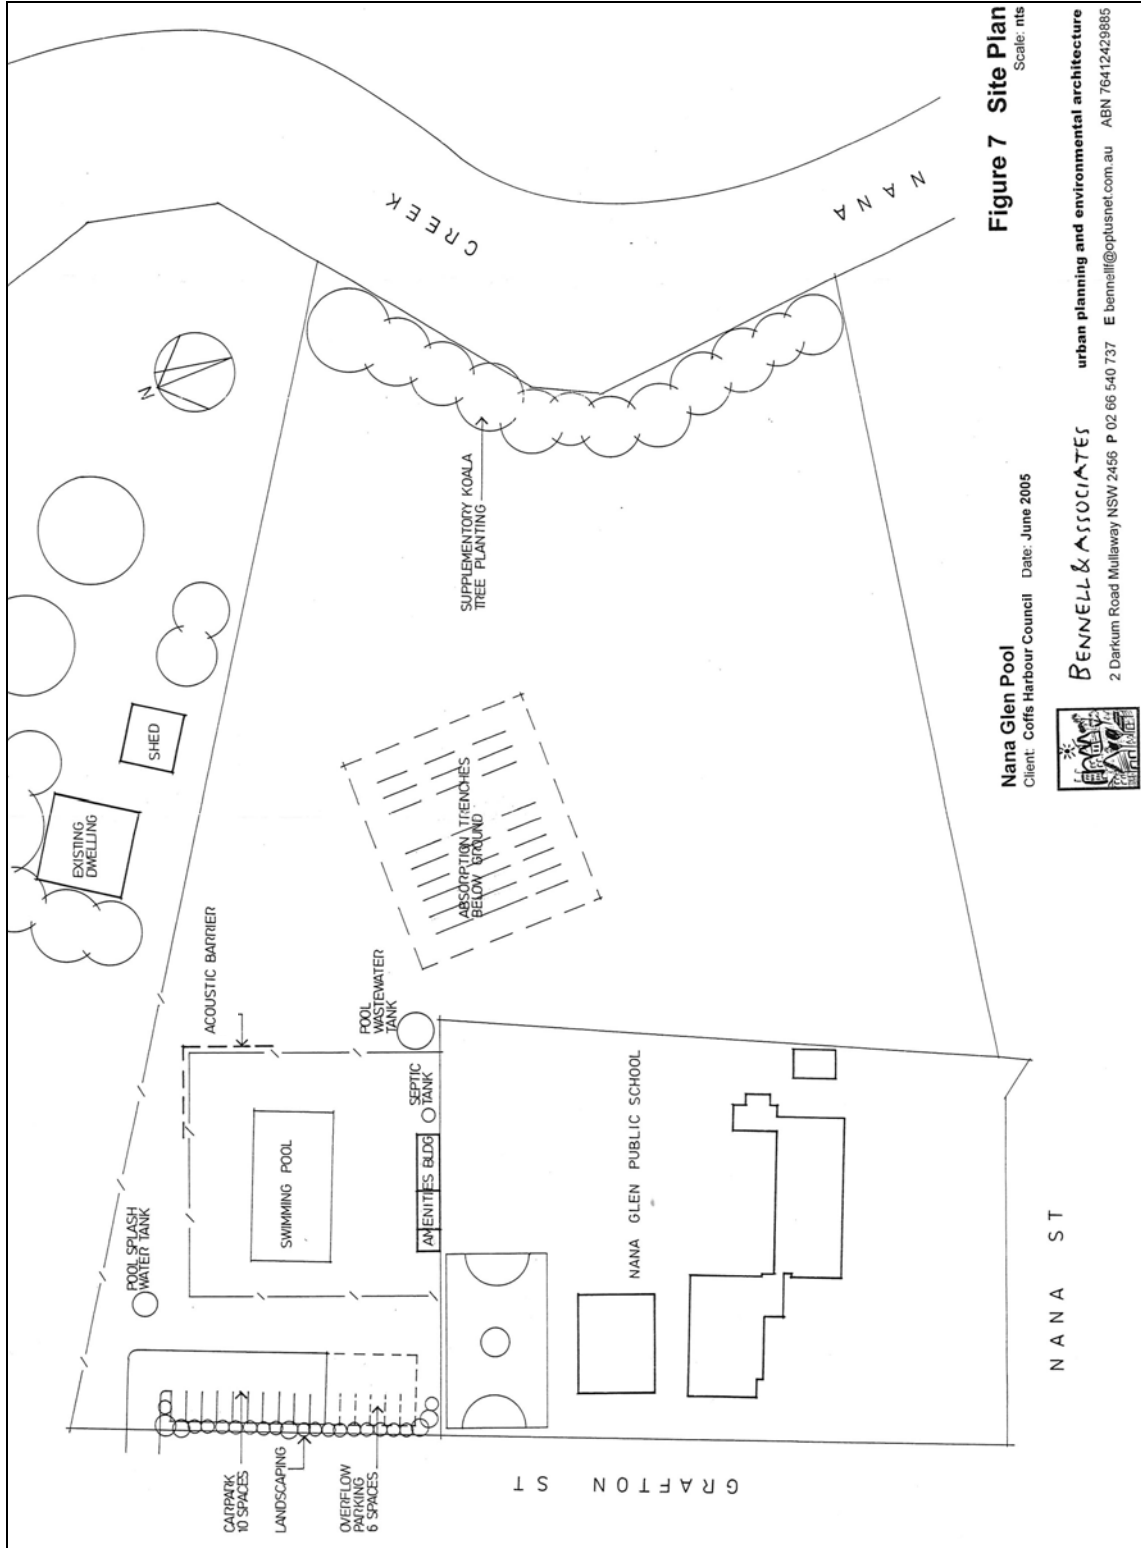 Figure 7 Site Plan
Scale: nts
CREEK
NANA
N
SUPPLEMENTORY KOALA
TREE PLANTING
SHED
EXISTING
DWELLING
ABSORPTION TRENCHES
BELOW GROUND
ACOUSTIC BARRIER
POOL
WASTEWATER
TANK
SEPTIC
TANK
AMENITIES BLDG
SWIMMING POOL
POOL SPLASH
WATER TANK
NANA GLEN PUBLIC SCHOOL
CARPARK
10 SPACES
LANDSCAPING
OVERFLOW
PARKING
6 SPACES
GRAFTON ST
NANA ST
Nana Glen Pool
Client: Coffs Harbour Council Date: June 2005
BENNELL & ASSOCIATES urban planning and environmental architecture
2 Darkum Road Mullaway NSW 2456 P 02 66 540 737 E bennellf@optusnet.com.au ABN 76412429885